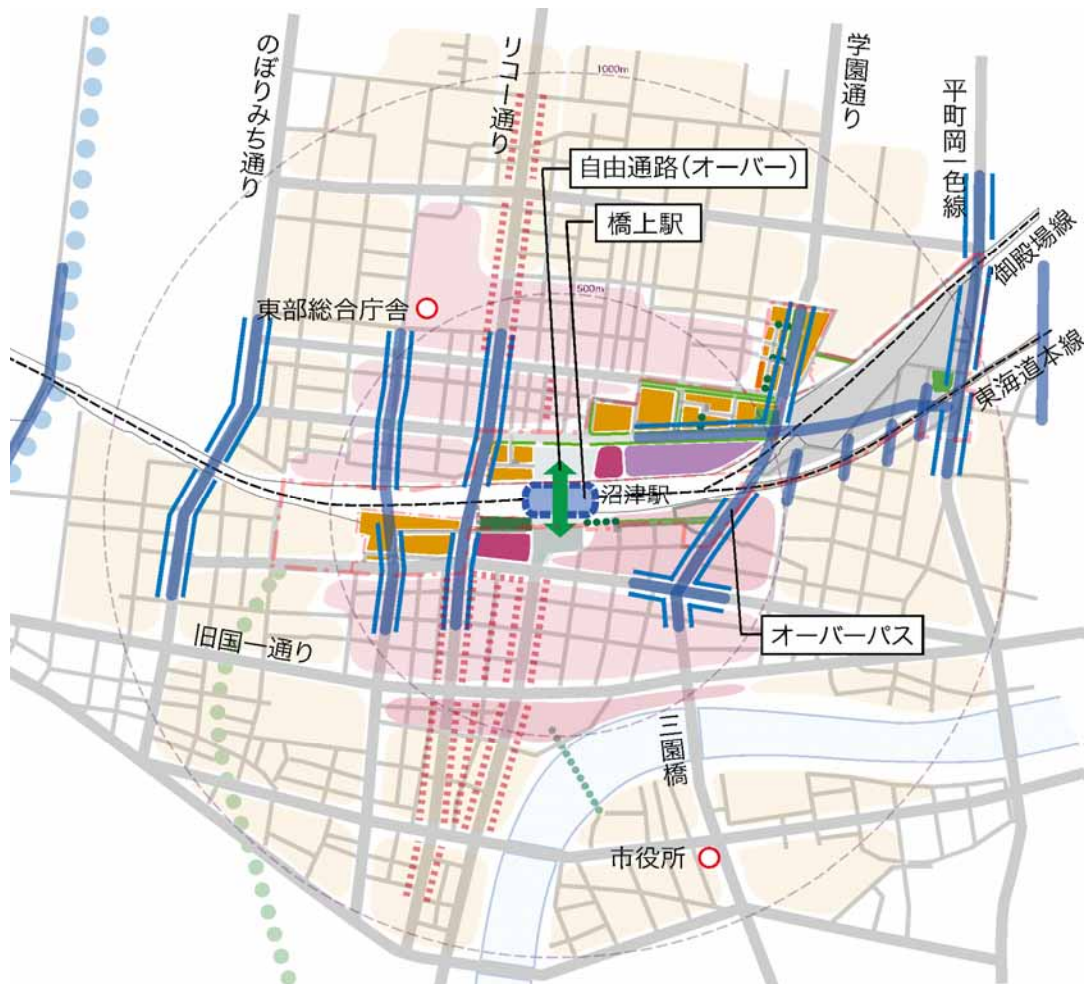 のぼりみち通り
リコー通り
学園通り
平町岡一色線
1000m
自由通路(オーバー)
橋上駅
御殿場線
500m
東部総合庁舎
東海道本線
沼津駅
オーバーパス
旧国一通り
三園橋
市役所